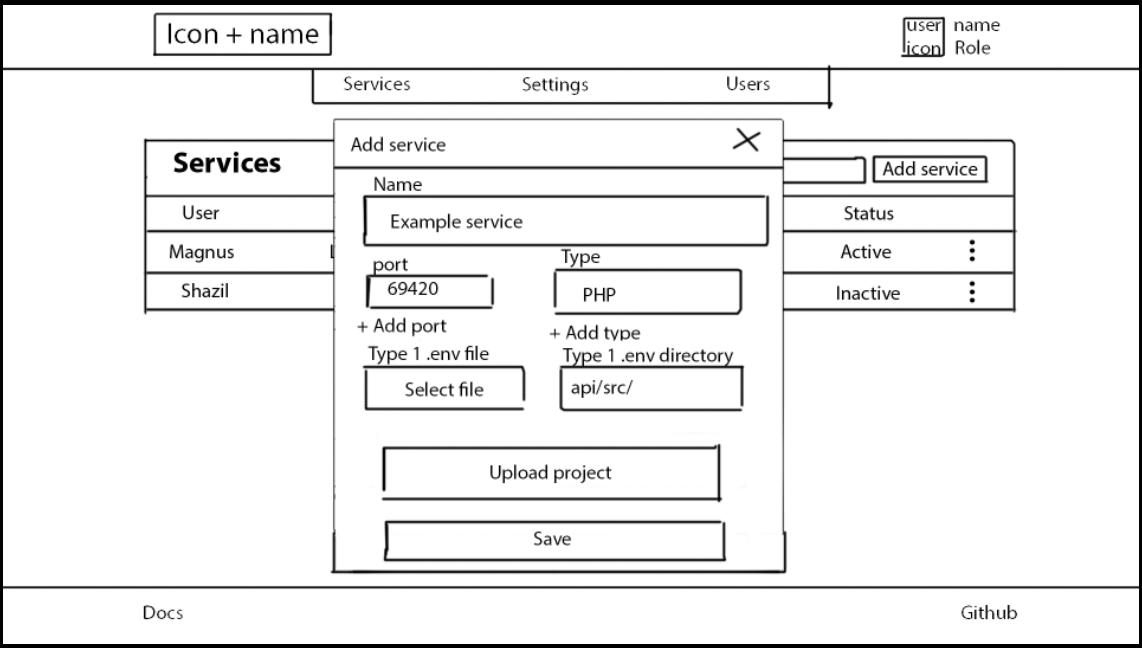 Icon + name
user name
icon Role
Services Settings Users
Add service
Services
Add service
Name
User
Status
Example service
Magnus
Active
port
Type
69420
PHP
Shazil
Inactive
+ Add port
+ Add type
Type 1 .env file
Type 1 .env directory
Select file
api/src/
Upload project
Save
Docs
Github